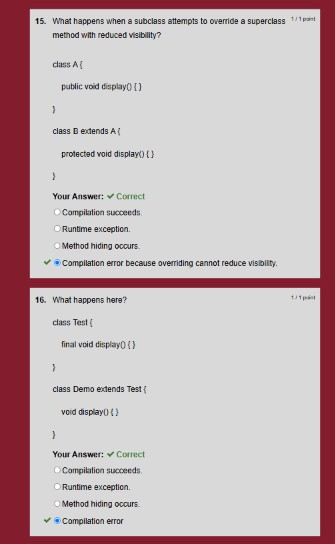 15. What happens when a subclass attempts to override a superclass 1 / 1 point
method with reduced visibility?
class A {
public void display() { }
}
class B extends A {
protected void display() { }
}
Your Answer: ✓ Correct
Compilation succeeds.
Runtime exception.
Method hiding occurs.
Compilation error because overriding cannot reduce visibility.
16. What happens here? 1 / 1 point
class Test {
final void display() { }
}
class Demo extends Test {
void display() { }
}
Your Answer: ✓ Correct
Compilation succeeds.
Runtime exception.
Method hiding occurs.
Compilation error